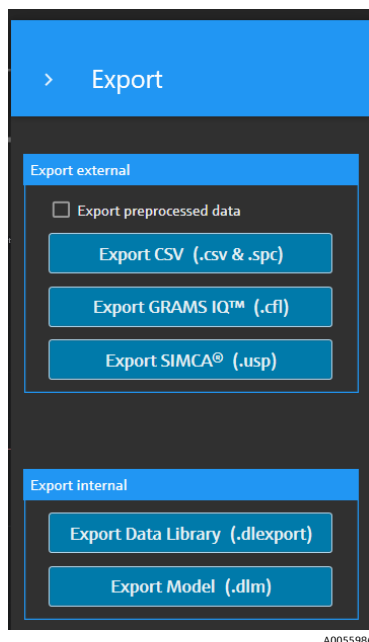 Export
Export external
Export preprocessed data
Export CSV (.csv & .spc)
Export GRAMS IQ™ (.cfl)
Export SIMCA® (.usp)
Export internal
Export Data Library (.dlexport)
Export Model (.dlm)